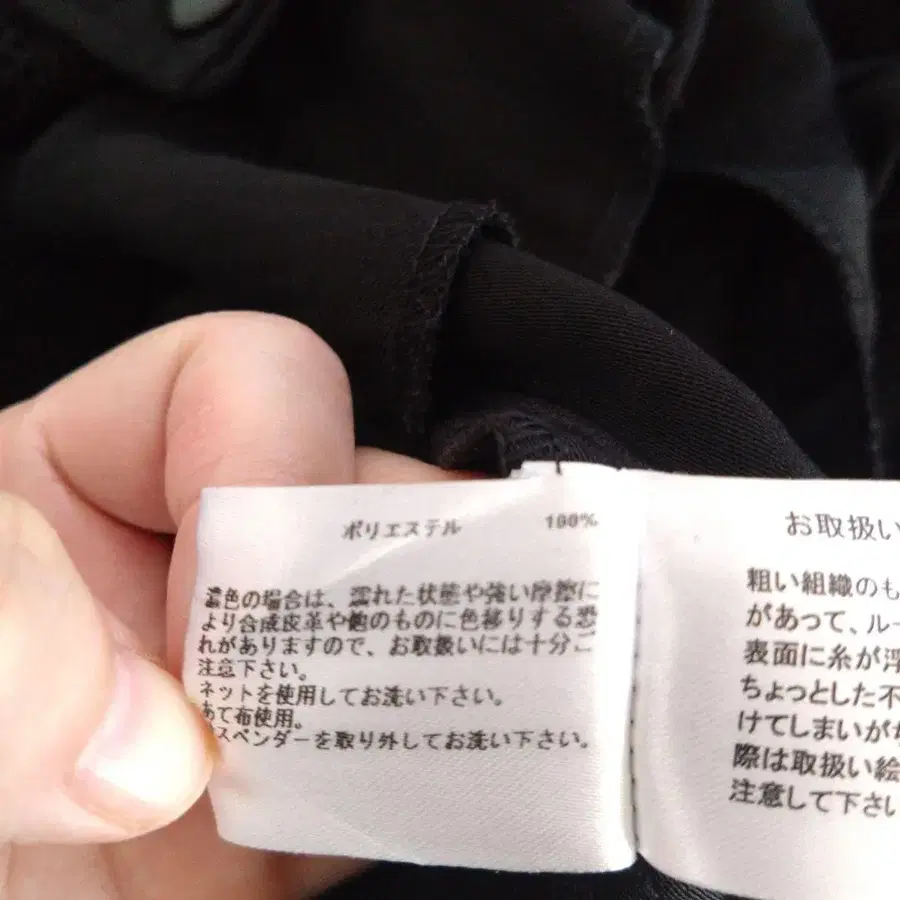 ポリエステル 100%
濃色の場合は、濡れた状態や強い摩擦に
より合成皮革や他のものに色移りする恐
れがありますので、お取扱いには十分ご
注意下さい。
ネットを使用してお洗い下さい。
あて布使用。
スペンダーを取り外してお洗い下さい。
お取扱い
粗い組織のも
があって、ルー
表面に糸が浮
ちょっとした不
けてしまいがち
際は取扱い絵
注意して下さい